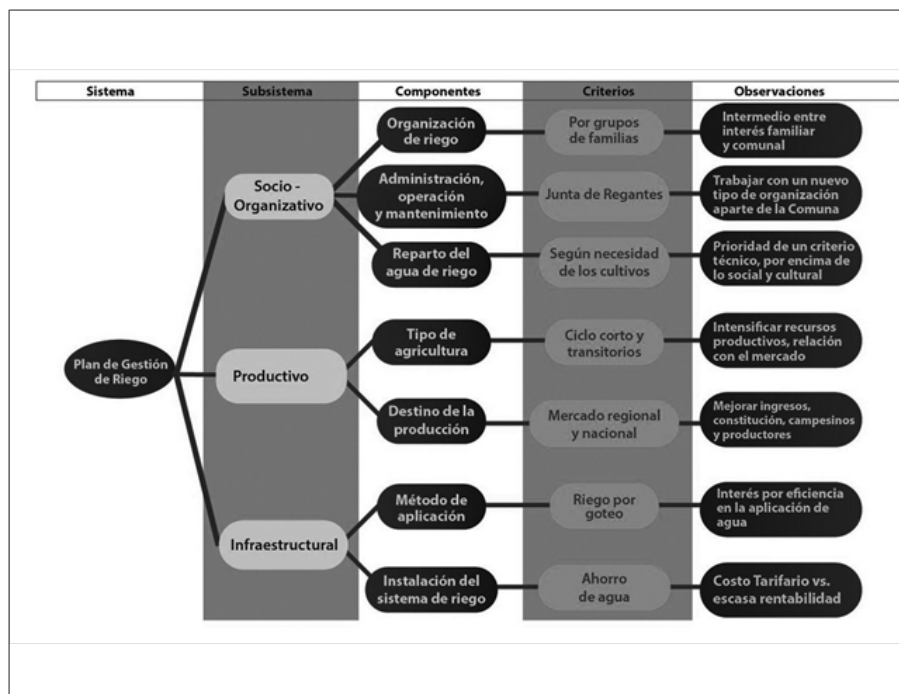 Sistema Subsistema Componentes Criterios Observaciones
Plan de Gestión
de Riego
Socio -
Organizativo
Organización
de riego
Por grupos
de familias
Intermedio entre
interés familiar
y comunal
Administración,
operación
y mantenimiento
Junta de Regantes
Trabajar con un nuevo
tipo de organización
aparte de la Comuna
Reparto del
agua de riego
Según necesidad
de los cultivos
Prioridad de un criterio
técnico, por encima de
lo social y cultural
Productivo
Tipo de
agricultura
Ciclo corto y
transitorios
Intensificar recursos
productivos, relación
con el mercado
Destino de la
producción
Mercado regional
y nacional
Mejorar ingresos,
constitución, campesinos
y productores
Infraestructural
Método de
aplicación
Riego por
goteo
Interés por eficiencia
en la aplicación de
agua
Instalación del
sistema de riego
Ahorro
de agua
Costo Tarifario vs.
escasa rentabilidad